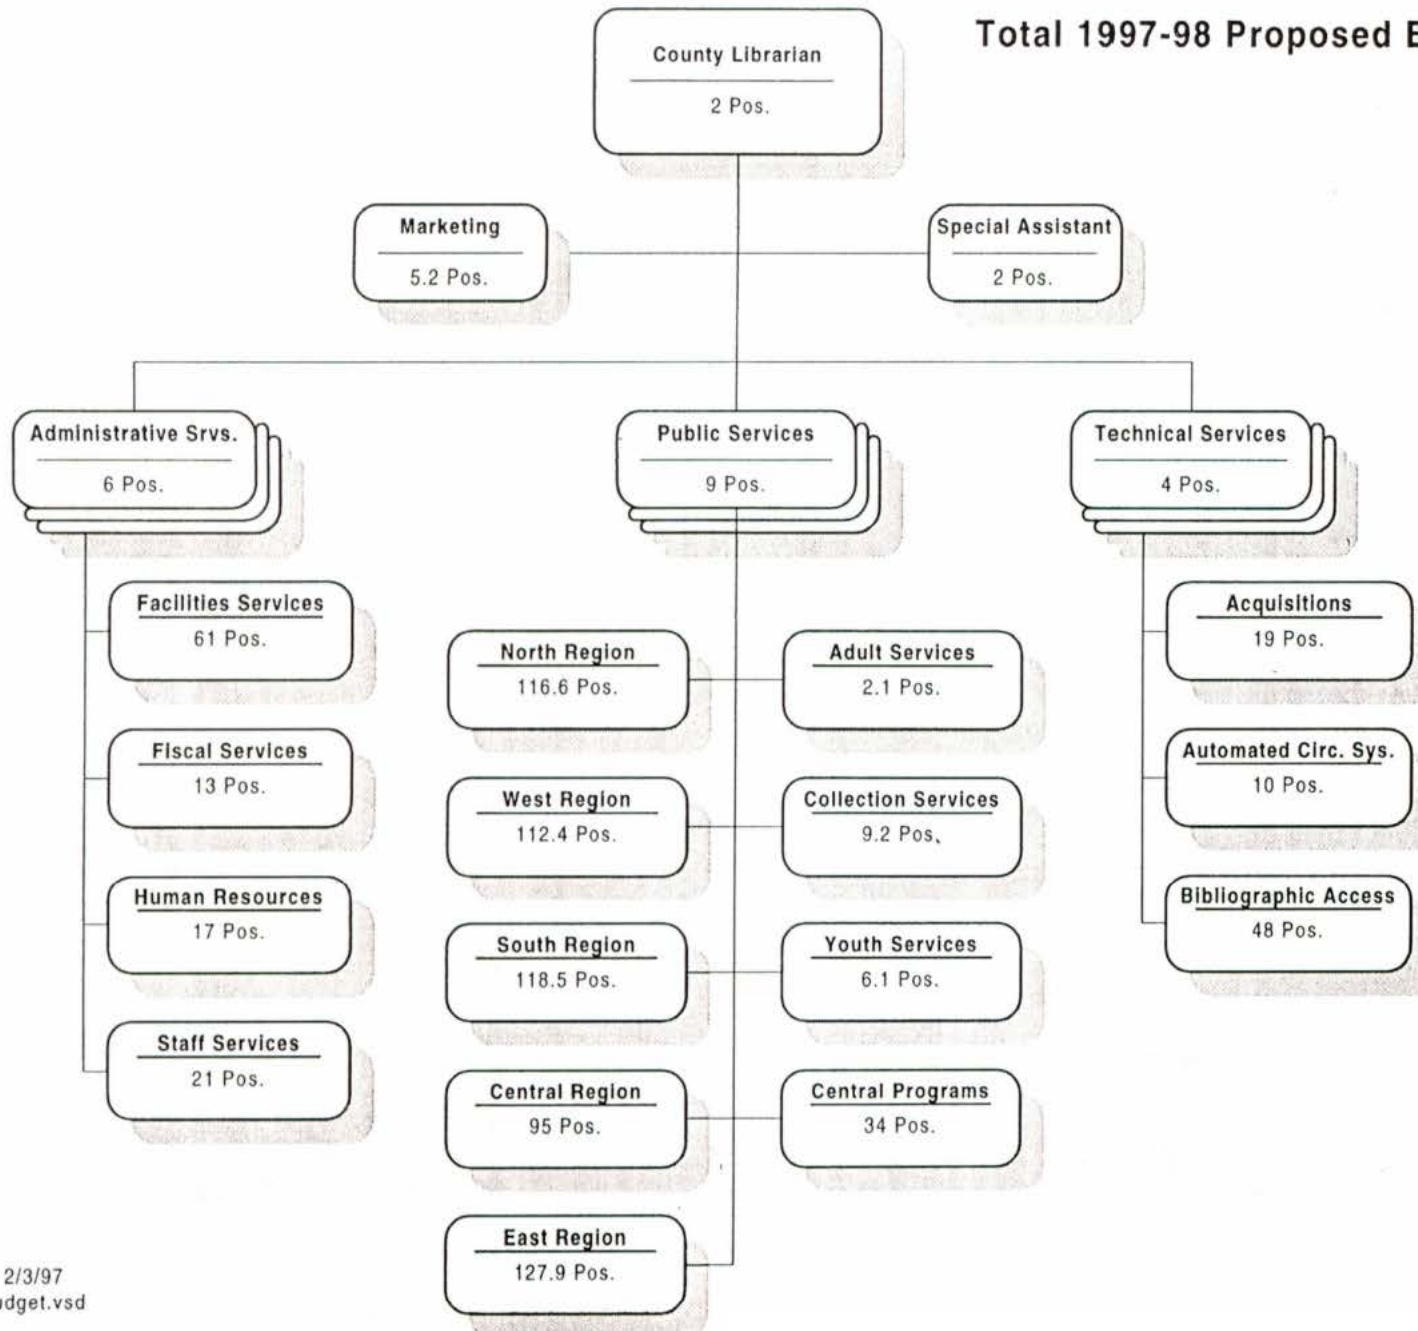 Total 1997-98 Proposed
County Librarian
2 Pos.
Marketing
5.2 Pos.
Special Assistant
2 Pos.
Administrative Srvs.
6 Pos.
Public Services
9 Pos.
Technical Services
4 Pos.
Facilities Services
61 Pos.
Fiscal Services
13 Pos.
Human Resources
17 Pos.
Staff Services
21 Pos.
North Region
116.6 Pos.
Adult Services
2.1 Pos.
West Region
112.4 Pos.
Collection Services
9.2 Pos.
South Region
118.5 Pos.
Youth Services
6.1 Pos.
Central Region
95 Pos.
Central Programs
34 Pos.
East Region
127.9 Pos.
Acquisitions
19 Pos.
Automated Circ. Sys.
10 Pos.
Bibliographic Access
48 Pos.
2/3/97
dget.vsd